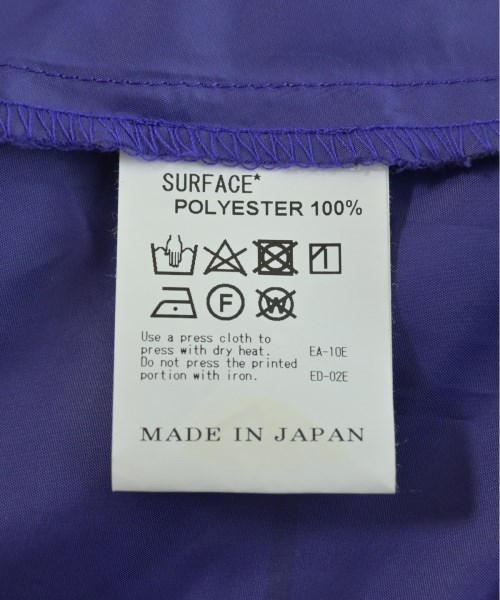 SURFACE*
POLYESTER 100%
F
W
Use a press cloth to
press with dry heat. EA-10E
Do not press the printed
portion with iron. ED-02E
MADE IN JAPAN